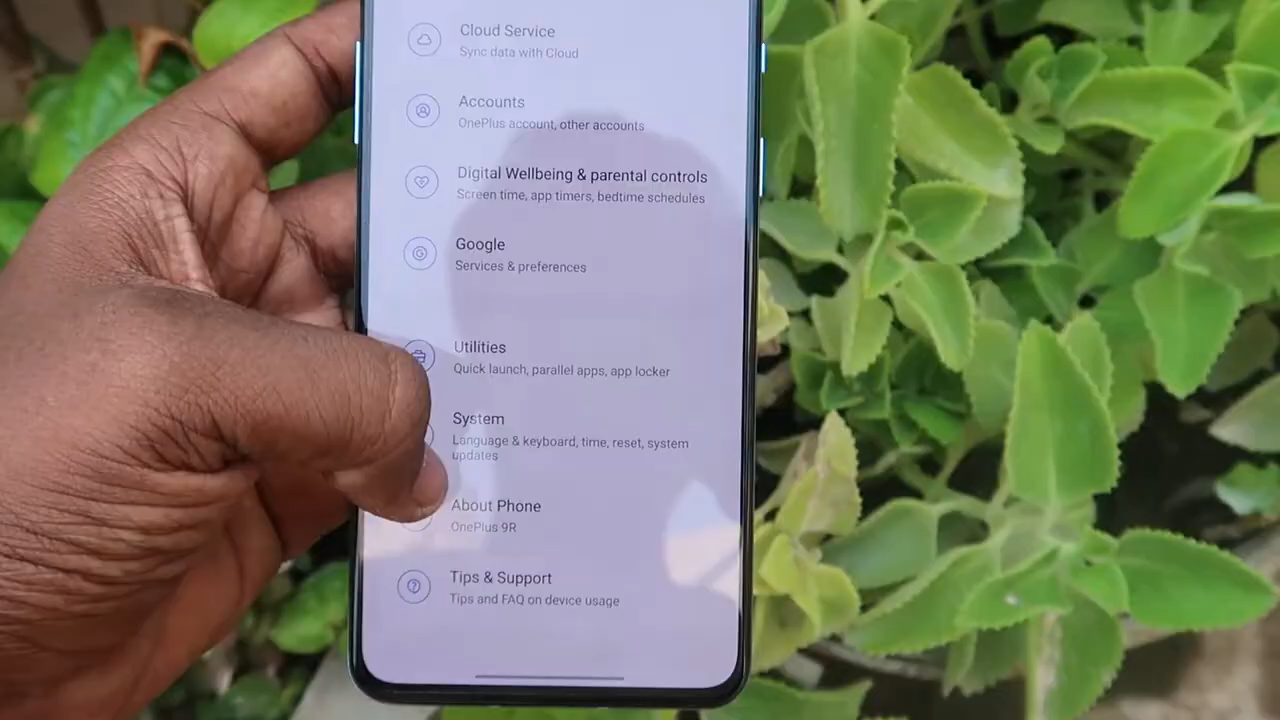 Cloud Service
Sync data with Cloud
Accounts
OnePlus account, other accounts
Digital Wellbeing & parental controls
Screen time, app timers, bedtime schedules
Google
Services & preferences
Utilities
Quick launch, parallel apps, app locker
System
Language & keyboard, time, reset, system
updates
About Phone
OnePlus 9R
Tips & Support
Tips and FAQ on device usage